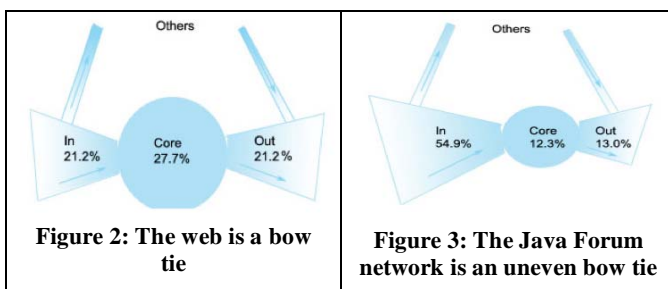 Others
In
21.2%
Core
27.7%
Out
21.2%
Figure 2: The web is a bow
tie
Others
In
54.9%
Core
12.3%
Out
13.0%
Figure 3: The Java Forum
network is an uneven bow tie